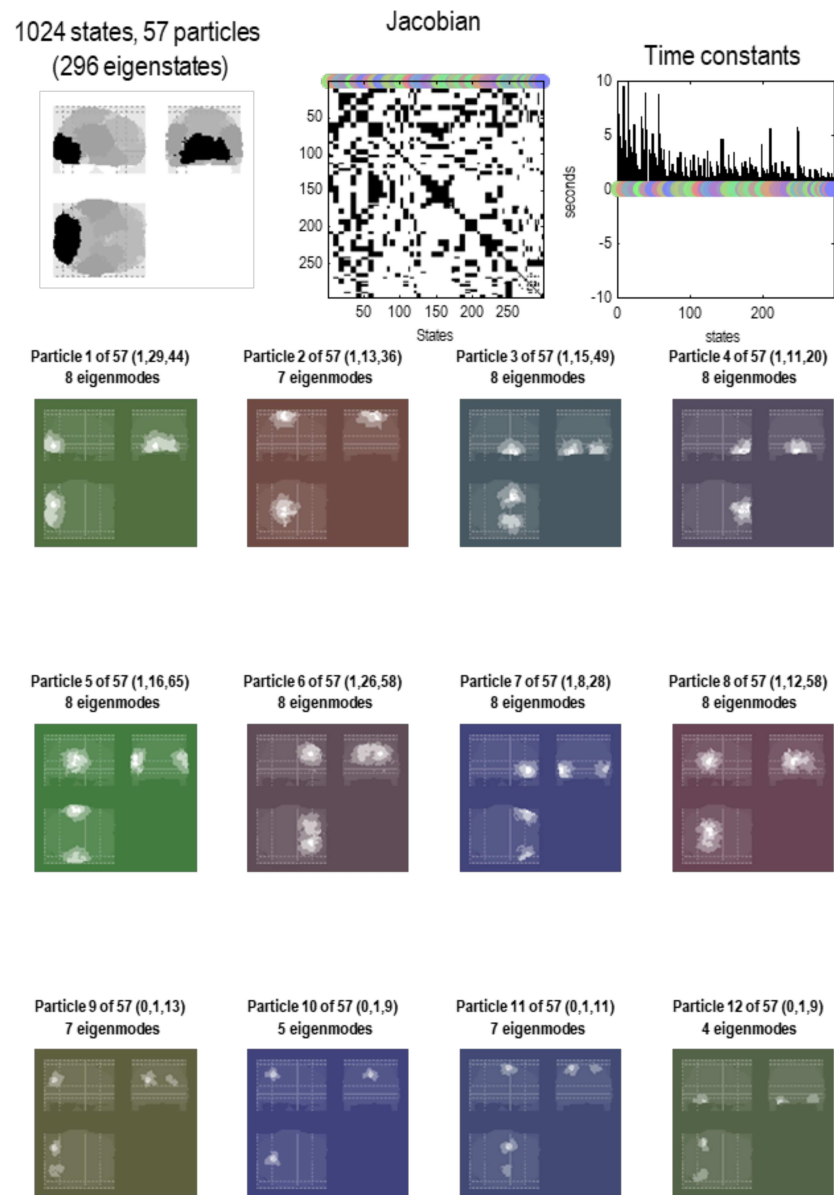 1024 states, 57 particles
(296 eigenstates)
Jacobian
50
100
150
200
250
50 100 150 200 250
States
Time constants
10
5
0
-5
-10
seconds
0 100 200
states
Particle 1 of 57 (1,29,44)
8 eigenmodes
Particle 2 of 57 (1,13,36)
7 eigenmodes
Particle 3 of 57 (1,15,49)
8 eigenmodes
Particle 4 of 57 (1,11,20)
8 eigenmodes
Particle 5 of 57 (1,16,65)
8 eigenmodes
Particle 6 of 57 (1,26,58)
8 eigenmodes
Particle 7 of 57 (1,8,28)
8 eigenmodes
Particle 8 of 57 (1,12,58)
8 eigenmodes
Particle 9 of 57 (0,1,13)
7 eigenmodes
Particle 10 of 57 (0,1,9)
5 eigenmodes
Particle 11 of 57 (0,1,11)
7 eigenmodes
Particle 12 of 57 (0,1,9)
4 eigenmodes